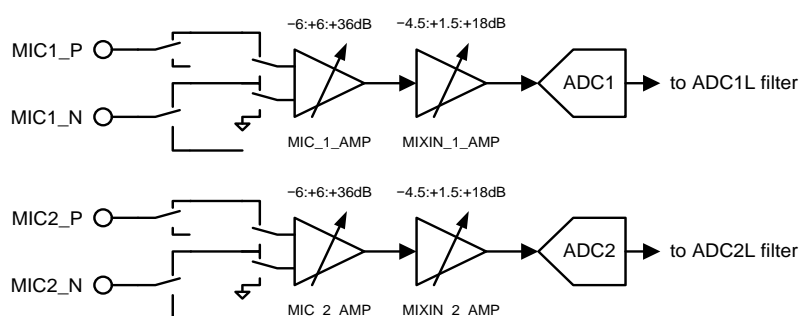 −6:+6:+36dB
−4.5:+1.5:+18dB
MIC1_P
ADC1
to ADC1L filter
MIC1_N
MIC_1_AMP
MIXIN_1_AMP
−6:+6:+36dB
−4.5:+1.5:+18dB
MIC2_P
ADC2
to ADC2L filter
MIC2_N
MIC_2_AMP
MIXIN_2_AMP